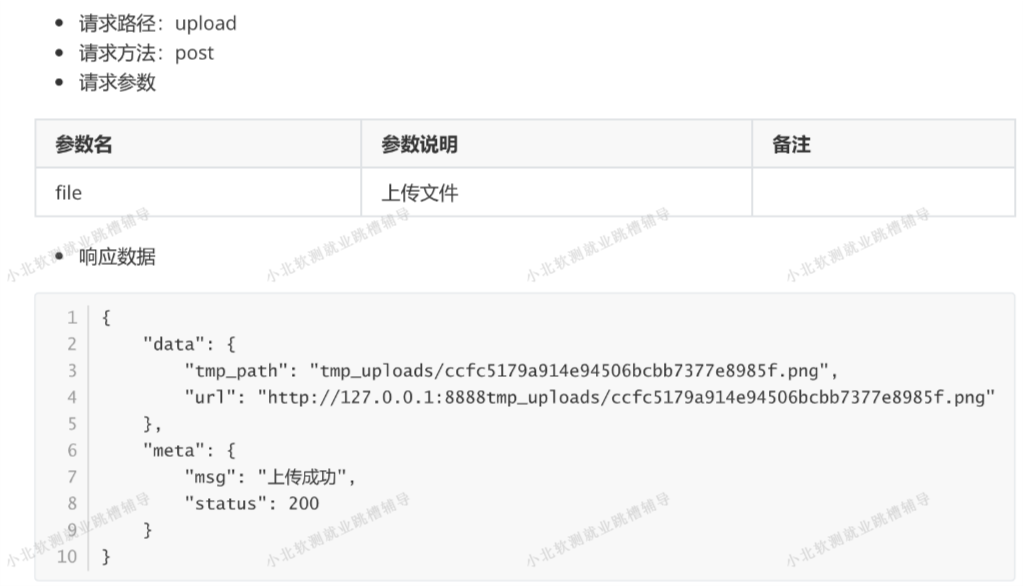 请求路径：upload
请求方法：post
请求参数
参数名 参数说明 备注
file 上传文件
响应数据
1 {
2 "data": {
3 "tmp_path": "tmp_uploads/ccfc5179a914e94506bcbb7377e8985f.png",
4 "url": "http://127.0.0.1:8888tmp_uploads/ccfc5179a914e94506bcbb7377e8985f.png"
5 },
6 "meta": {
7 "msg": "上传成功",
8 "status": 200
9 }
10 }
小北软测就业跳槽辅导
小北软测就业跳槽辅导
小北软测就业跳槽辅导
小北软测就业跳槽辅导
小北软测就业跳槽辅导
小北软测就业跳槽辅导
小北软测就业跳槽辅导
小北软测就业跳槽辅导